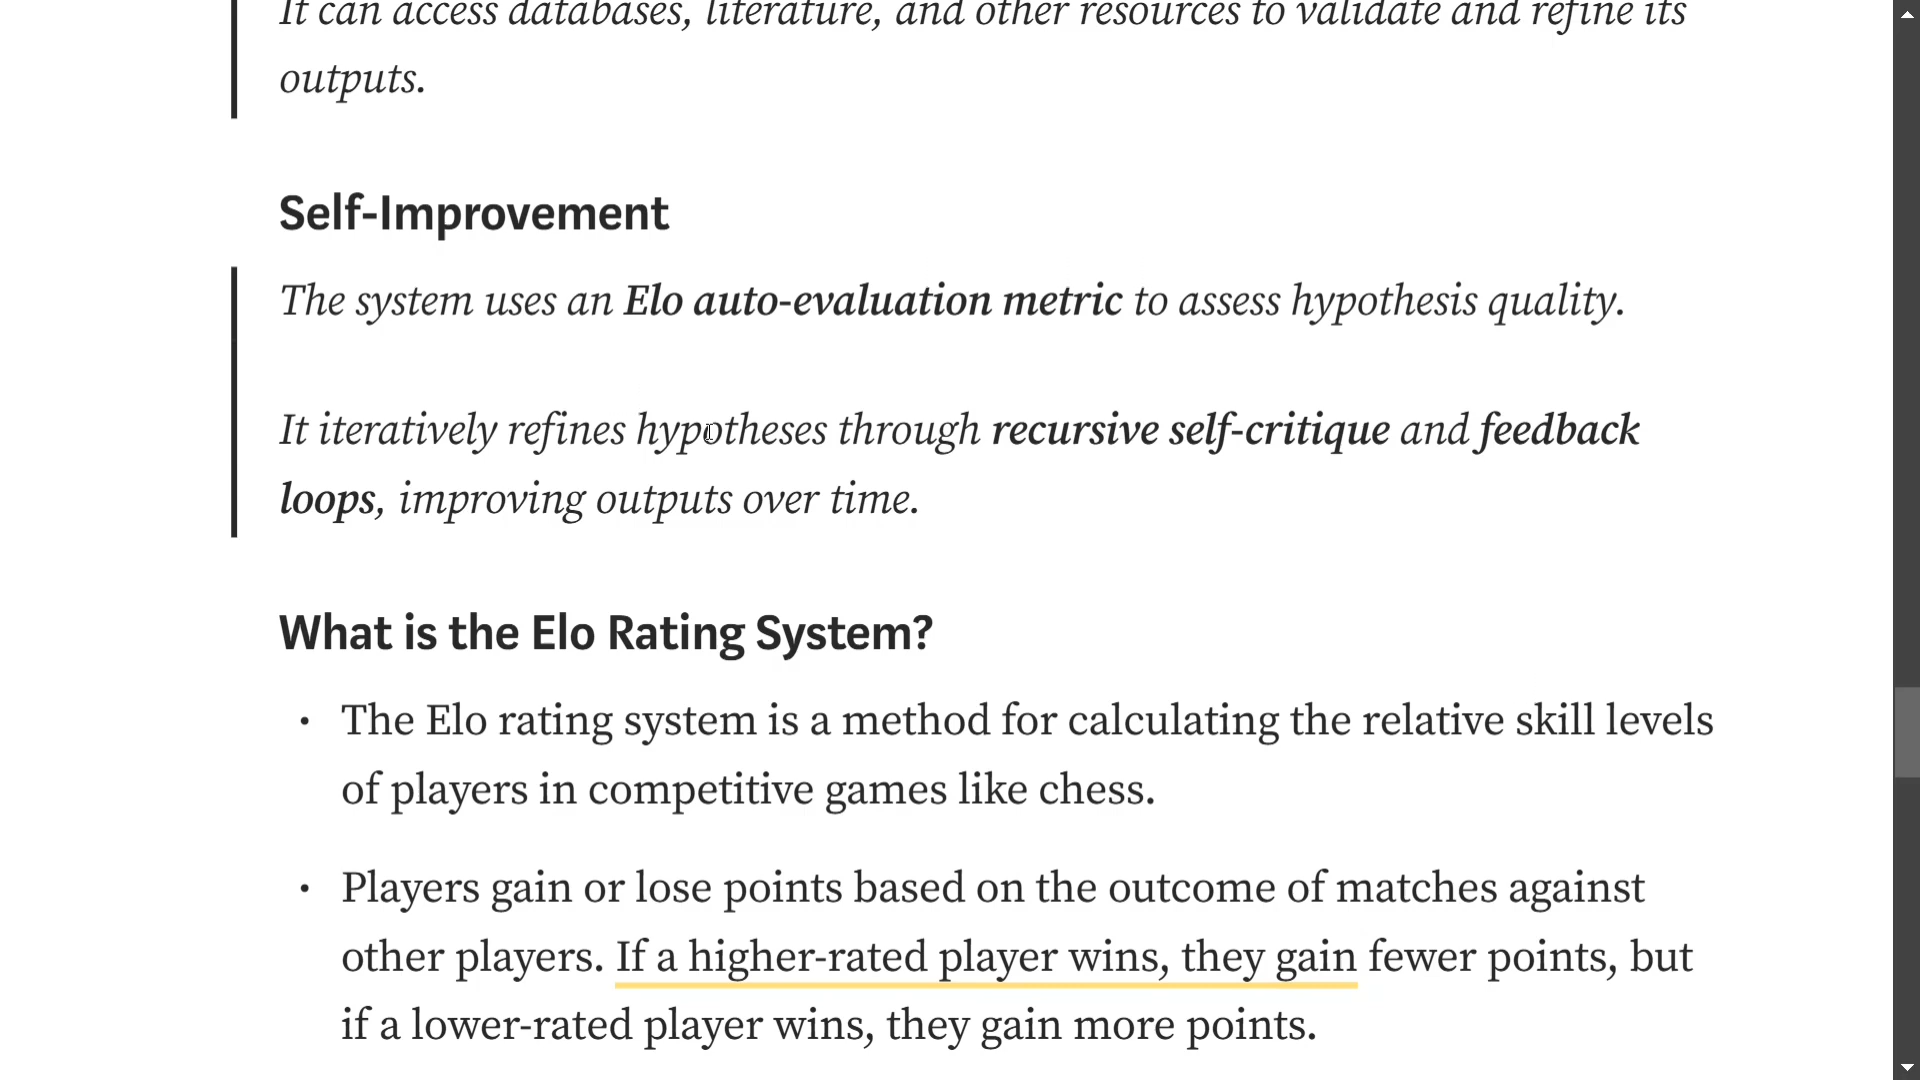 It can access databases, literature, and other resources to validate and refine its
outputs.
Self-Improvement
The system uses an Elo auto-evaluation metric to assess hypothesis quality.
It iteratively refines hypotheses through recursive self-critique and feedback
loops, improving outputs over time.
What is the Elo Rating System?
• The Elo rating system is a method for calculating the relative skill levels
of players in competitive games like chess.
• Players gain or lose points based on the outcome of matches against
other players. If a higher-rated player wins, they gain fewer points, but
if a lower-rated player wins, they gain more points.